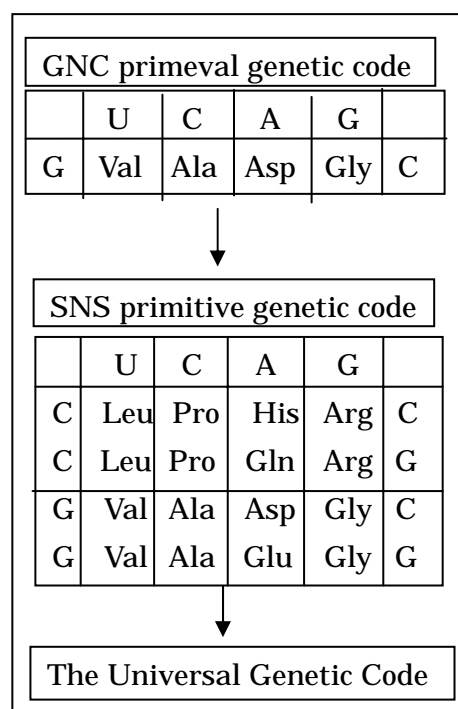 GNC primeval genetic code
U C A G
G Val Ala Asp Gly C
SNS primitive genetic code
U C A G
C Leu Pro His Arg C
C Leu Pro Gln Arg G
G Val Ala Asp Gly C
G Val Ala Glu Gly G
The Universal Genetic Code